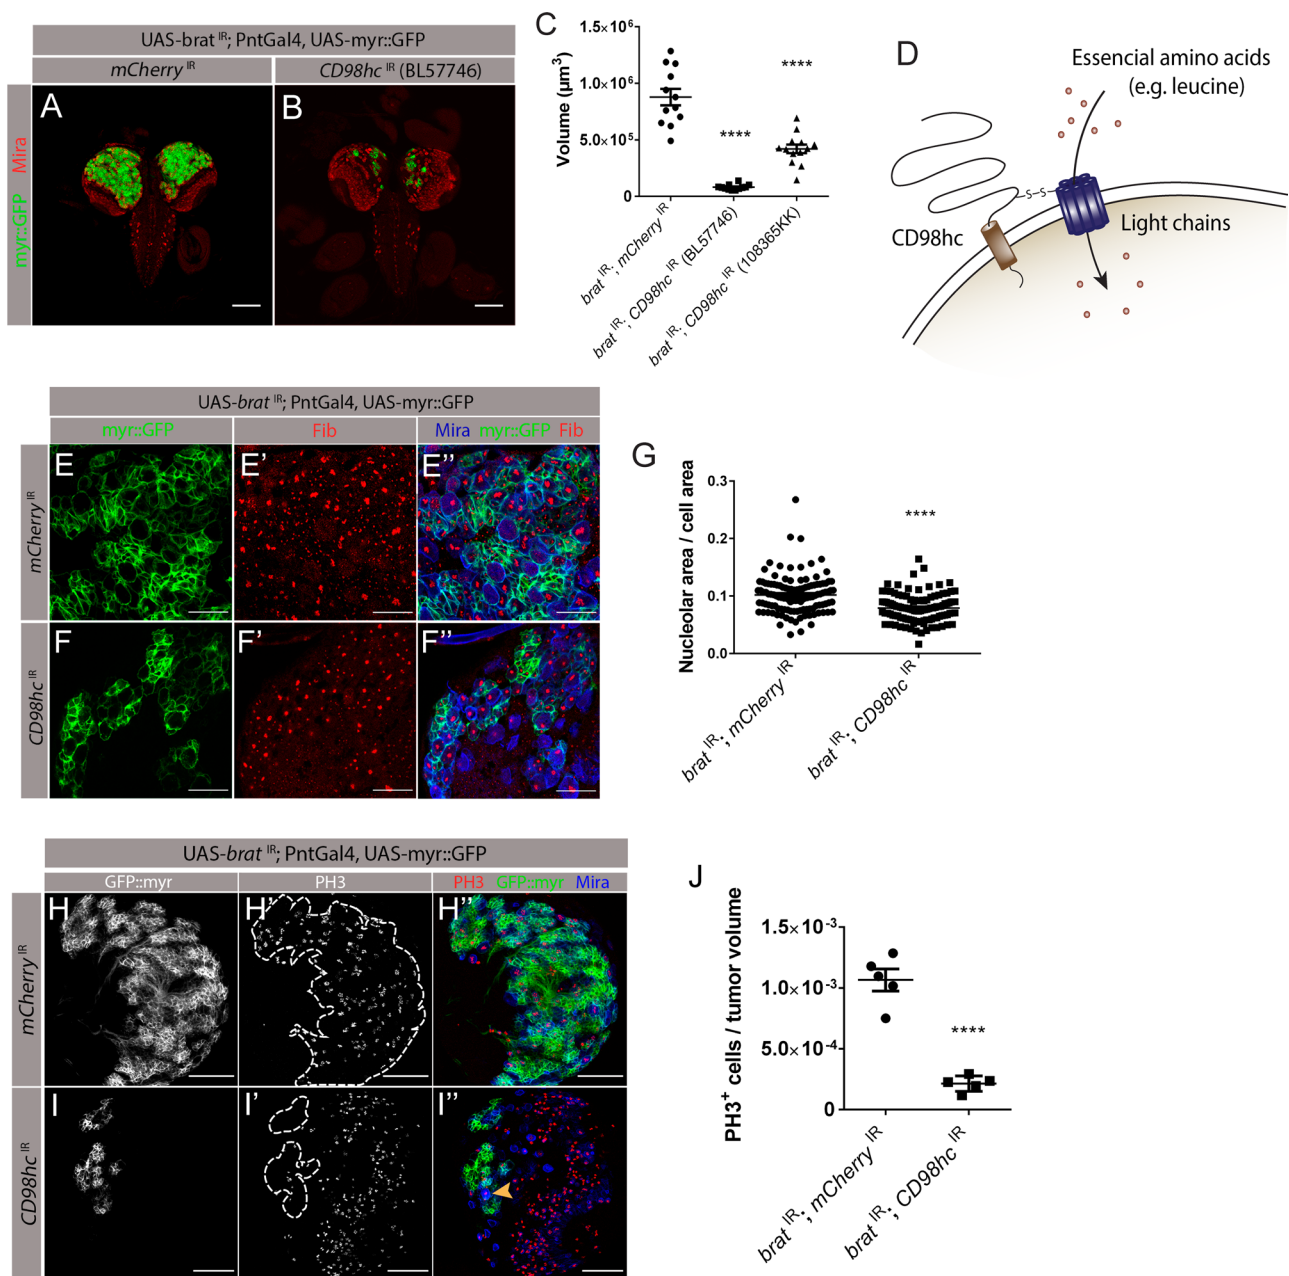 UAS-brat IR; PntGal4, UAS-myr::GFP
mCherry IR
CD98hc IR (BL57746)
myr::GFP Mira
A
B
C
Volume (µm3)
1.5×106
1.0×106
5.0×105
0
****
****
brat IR; mCherry IR
brat IR; CD98hc IR (BL57746)
brat IR; CD98hc IR (108365KK)
D
Essencial amino acids
(e.g. leucine)
S-S
CD98hc
Light chains
UAS-brat IR; PntGal4, UAS-myr::GFP
myr::GFP
Fib
Mira myr::GFP Fib
mCherry IR
E
E'
E''
CD98hc IR
F
F'
F''
G
Nucleolar area / cell area
0.3
0.2
0.1
0.0
****
brat IR; mCherry IR
brat IR; CD98hc IR
UAS-brat IR; PntGal4, UAS-myr::GFP
GFP::myr
PH3
PH3 GFP::myr Mira
mCherry IR
H
H'
H''
CD98hc IR
I
I'
I''
J
PH3+ cells / tumor volume
1.5×10-3
1.0×10-3
5.0×10-4
0
****
brat IR; mCherry IR
brat IR; CD98hc IR